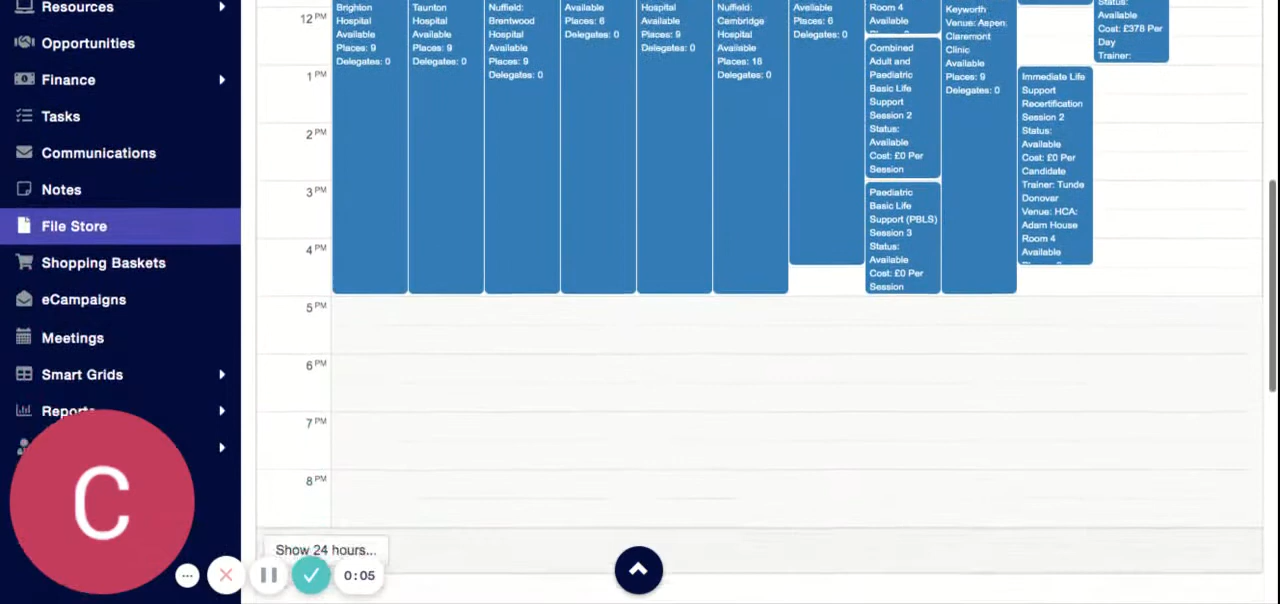 Resources
Opportunities
Finance
Tasks
Communications
Notes
File Store
Shopping Baskets
eCampaigns
Meetings
Smart Grids
Reports
C
0:05
12 PM
1 PM
2 PM
3 PM
4 PM
5 PM
6 PM
7 PM
8 PM
Show 24 hours...
Brighton
Hospital
Available
Places: 9
Delegates: 0
Taunton
Hospital
Available
Places: 9
Delegates: 0
Nuffield:
Brentwood
Hospital
Available
Places: 9
Delegates: 0
Available
Places: 6
Delegates: 0
Hospital
Available
Places: 9
Delegates: 0
Nuffield:
Cambridge
Hospital
Available
Places: 18
Delegates: 0
Available
Places: 6
Delegates: 0
Room 4
Available
Combined
Adult and
Paediatric
Basic Life
Support
Session 2
Status:
Available
Cost: £0 Per
Session
Paediatric
Basic Life
Support (PBLS)
Session 3
Status:
Available
Cost: £0 Per
Session
Keyworth
Venue: Aspen:
Claremont
Clinic
Available
Places: 9
Delegates: 0
Immediate Life
Support
Recertification
Session 2
Status:
Available
Cost: £0 Per
Candidate
Trainer: Tunde
Donovar
Venue: HCA:
Adam House
Room 4
Available
Status:
Available
Cost: £378 Per
Day
Trainer: